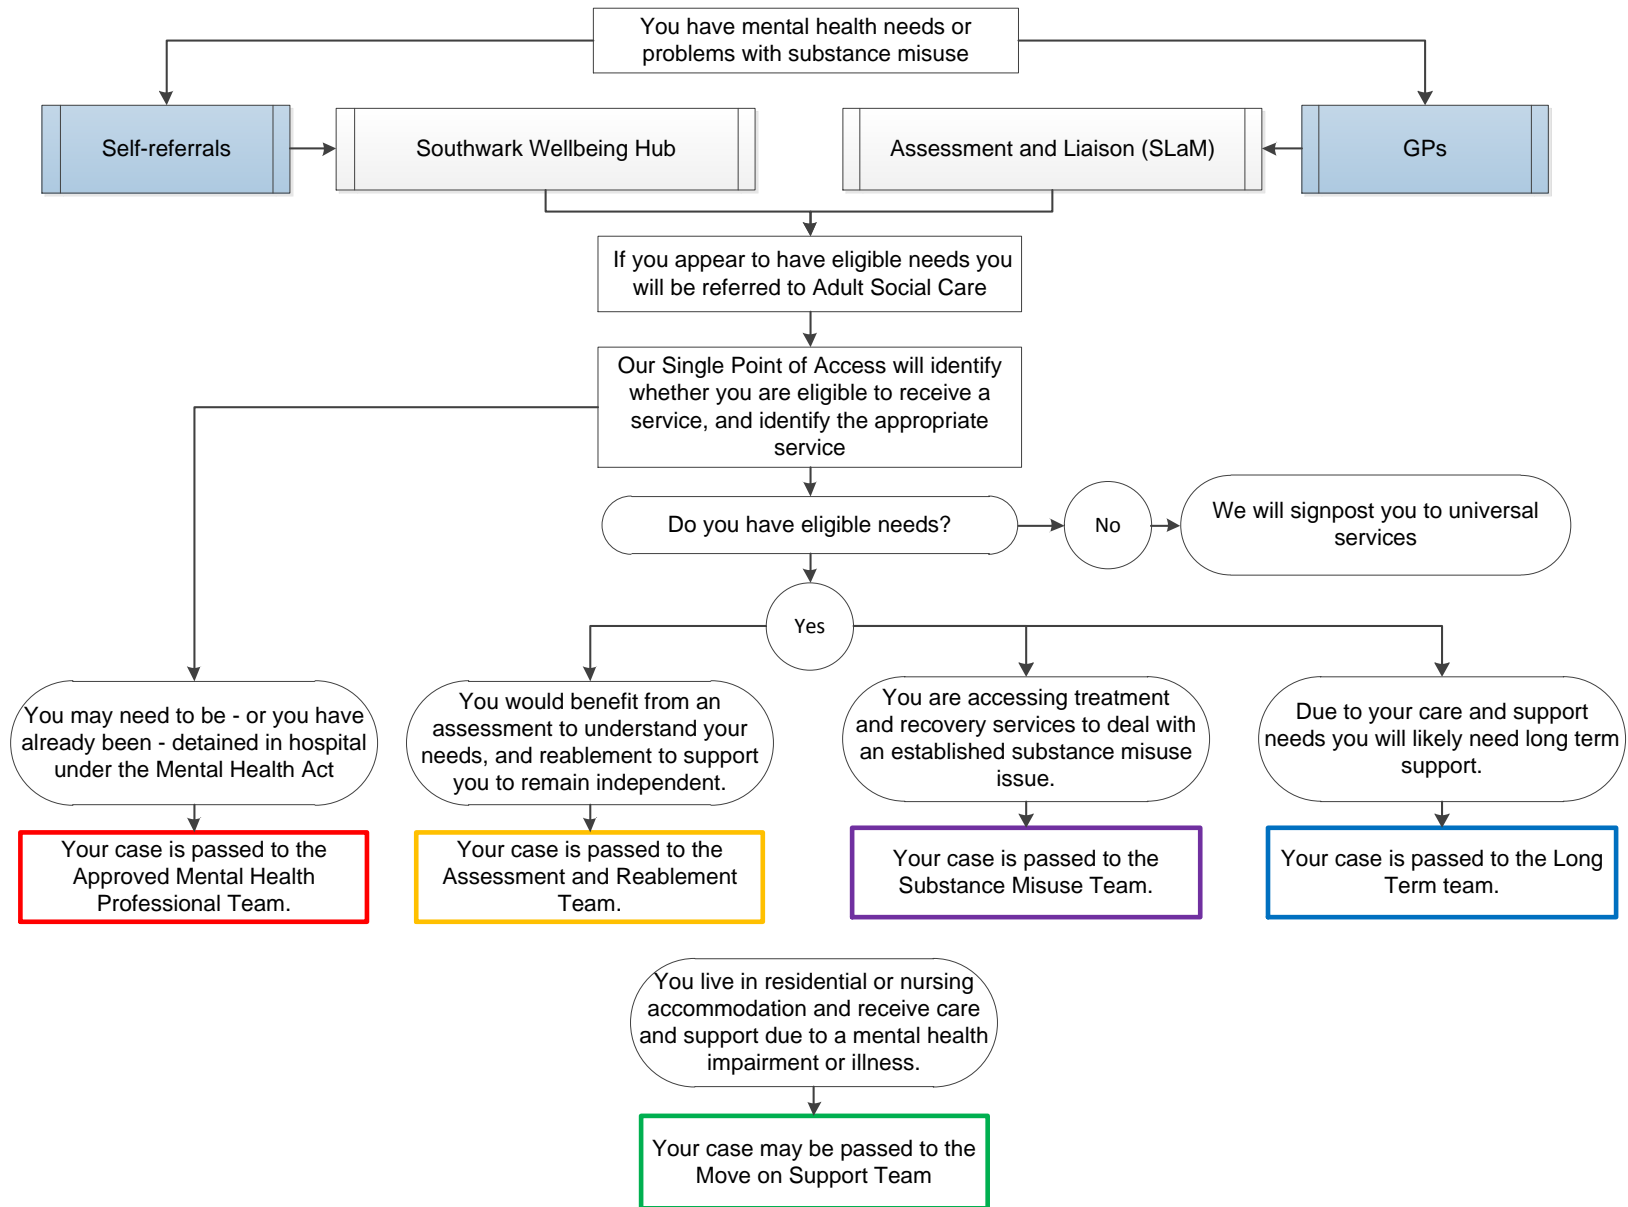 You have mental health needs or
problems with substance misuse
Self-referrals
Southwark Wellbeing Hub
Assessment and Liaison (SLaM)
GPs
If you appear to have eligible needs you
will be referred to Adult Social Care
Our Single Point of Access will identify
whether you are eligible to receive a
service, and identify the appropriate
service
Do you have eligible needs?
No
We will signpost you to universal
services
Yes
You may need to be - or you have
already been - detained in hospital
under the Mental Health Act
You would benefit from an
assessment to understand your
needs, and reablement to support
you to remain independent.
You are accessing treatment
and recovery services to deal with
an established substance misuse
issue.
Due to your care and support
needs you will likely need long term
support.
Your case is passed to the
Approved Mental Health
Professional Team.
Your case is passed to the
Assessment and Reablement
Team.
Your case is passed to the
Substance Misuse Team.
Your case is passed to the Long
Term team.
You live in residential or nursing
accommodation and receive care
and support due to a mental health
impairment or illness.
Your case may be passed to the
Move on Support Team